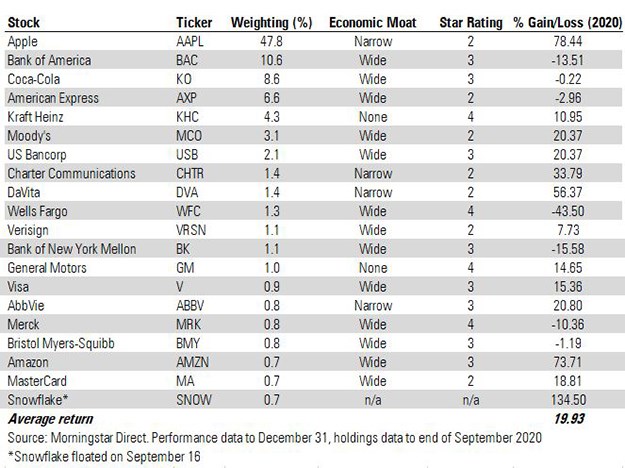 Stock Ticker Weighting (%) Economic Moat Star Rating % Gain/Loss (2020)
Apple AAPL 47.8 Narrow 2 78.44
Bank of America BAC 10.6 Wide 3 -13.51
Coca-Cola KO 8.6 Wide 3 -0.22
American Express AXP 6.6 Wide 2 -2.96
Kraft Heinz KHC 4.3 None 4 10.95
Moody's MCO 3.1 Wide 2 20.37
US Bancorp USB 2.1 Wide 3 20.37
Charter Communications CHTR 1.4 Narrow 2 33.79
DaVita DVA 1.4 Narrow 2 56.37
Wells Fargo WFC 1.3 Wide 4 -43.50
Verisign VRSN 1.1 Wide 2 7.73
Bank of New York Mellon BK 1.1 Wide 3 -15.58
General Motors GM 1.0 None 4 14.65
Visa V 0.9 Wide 3 15.36
AbbVie ABBV 0.8 Narrow 3 20.80
Merck MRK 0.8 Wide 4 -10.36
Bristol Myers-Squibb BMY 0.8 Wide 3 -1.19
Amazon AMZN 0.7 Wide 3 73.71
MasterCard MA 0.7 Wide 2 18.81
Snowflake* SNOW 0.7 n/a n/a 134.50
Average return 19.93
Source: Morningstar Direct. Performance data to December 31, holdings data to end of September 2020
*Snowflake floated on September 16